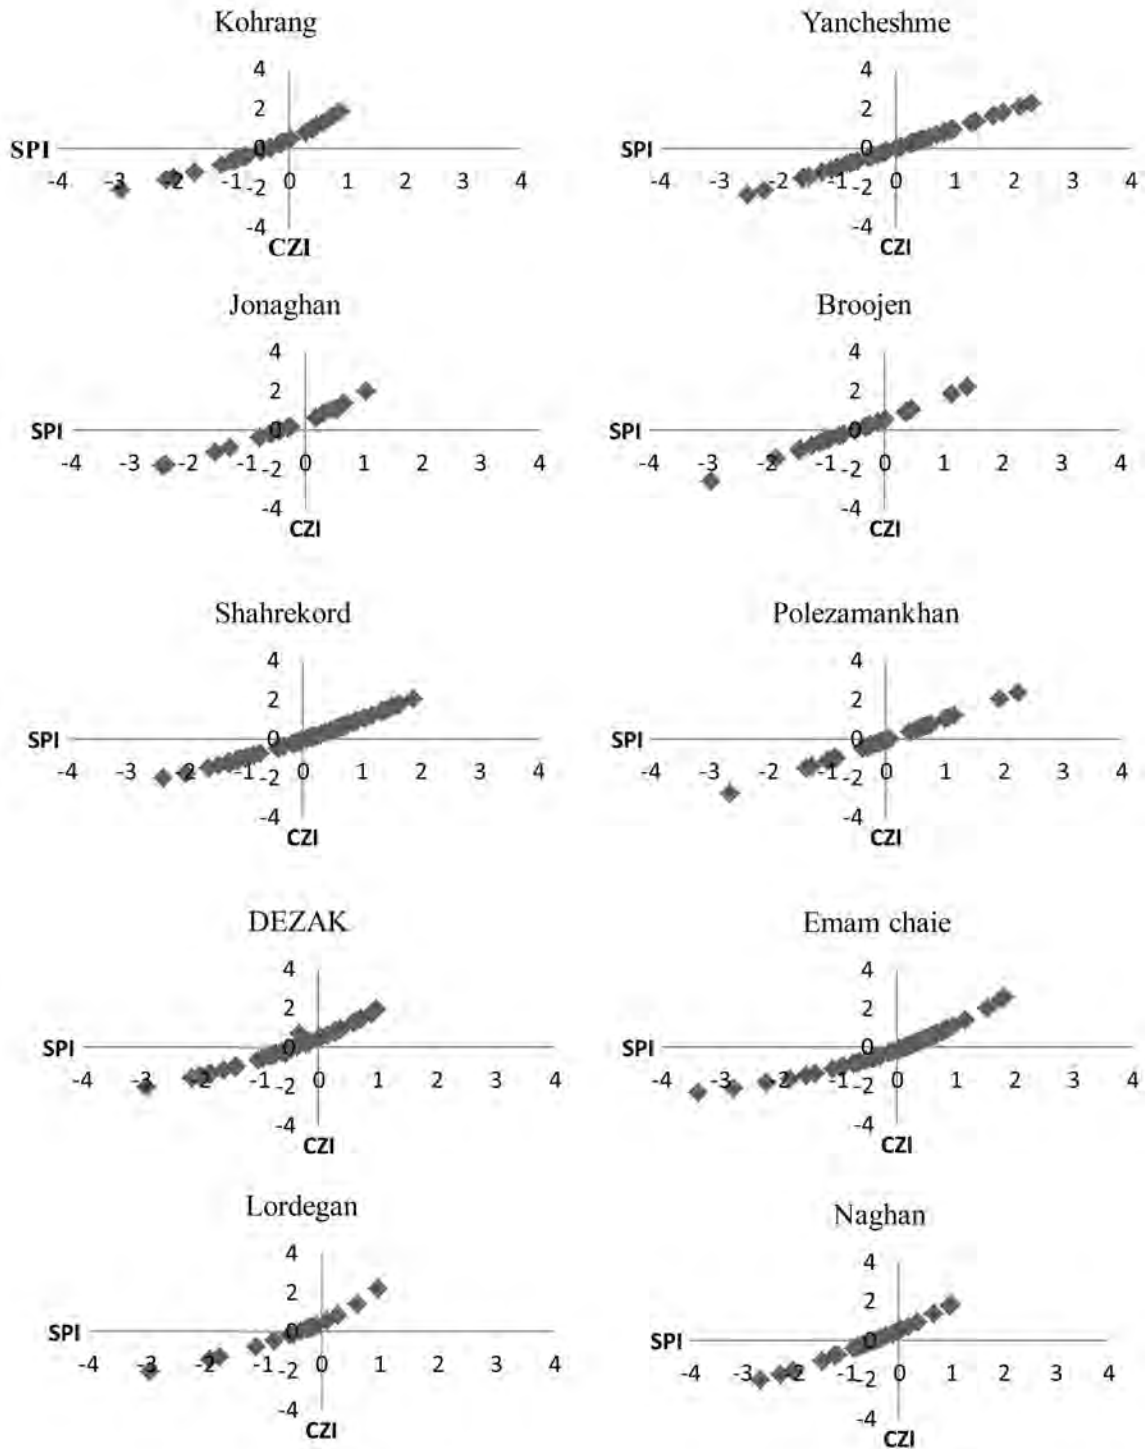 Kohrang
4
2
SPI
0
-4 -3 -2 -1 0 1 2 3 4
-2
-4
CZI
Yancheshme
4
2
SPI
0
-4 -3 -2 -1 0 1 2 3 4
-2
-4
CZI
Jonaghan
4
2
SPI
0
-4 -3 -2 -1 0 1 2 3 4
-2
-4
CZI
Broojen
4
2
SPI
0
-4 -3 -2 -1 0 1 2 3 4
-2
-4
CZI
Shahrekord
4
2
SPI
0
-4 -3 -2 -1 0 1 2 3 4
-2
-4
CZI
Polezamankhan
4
2
SPI
0
-4 -3 -2 -1 0 1 2 3 4
-2
-4
CZI
DEZAK
4
2
SPI
0
-4 -3 -2 -1 0 1 2 3 4
-2
-4
CZI
Emam chaie
4
2
SPI
0
-4 -3 -2 -1 0 1 2 3 4
-2
-4
CZI
Lordegan
4
2
SPI
0
-4 -3 -2 -1 0 1 2 3 4
-2
-4
CZI
Naghan
4
2
SPI
0
-4 -3 -2 -1 0 1 2 3 4
-2
-4
CZI